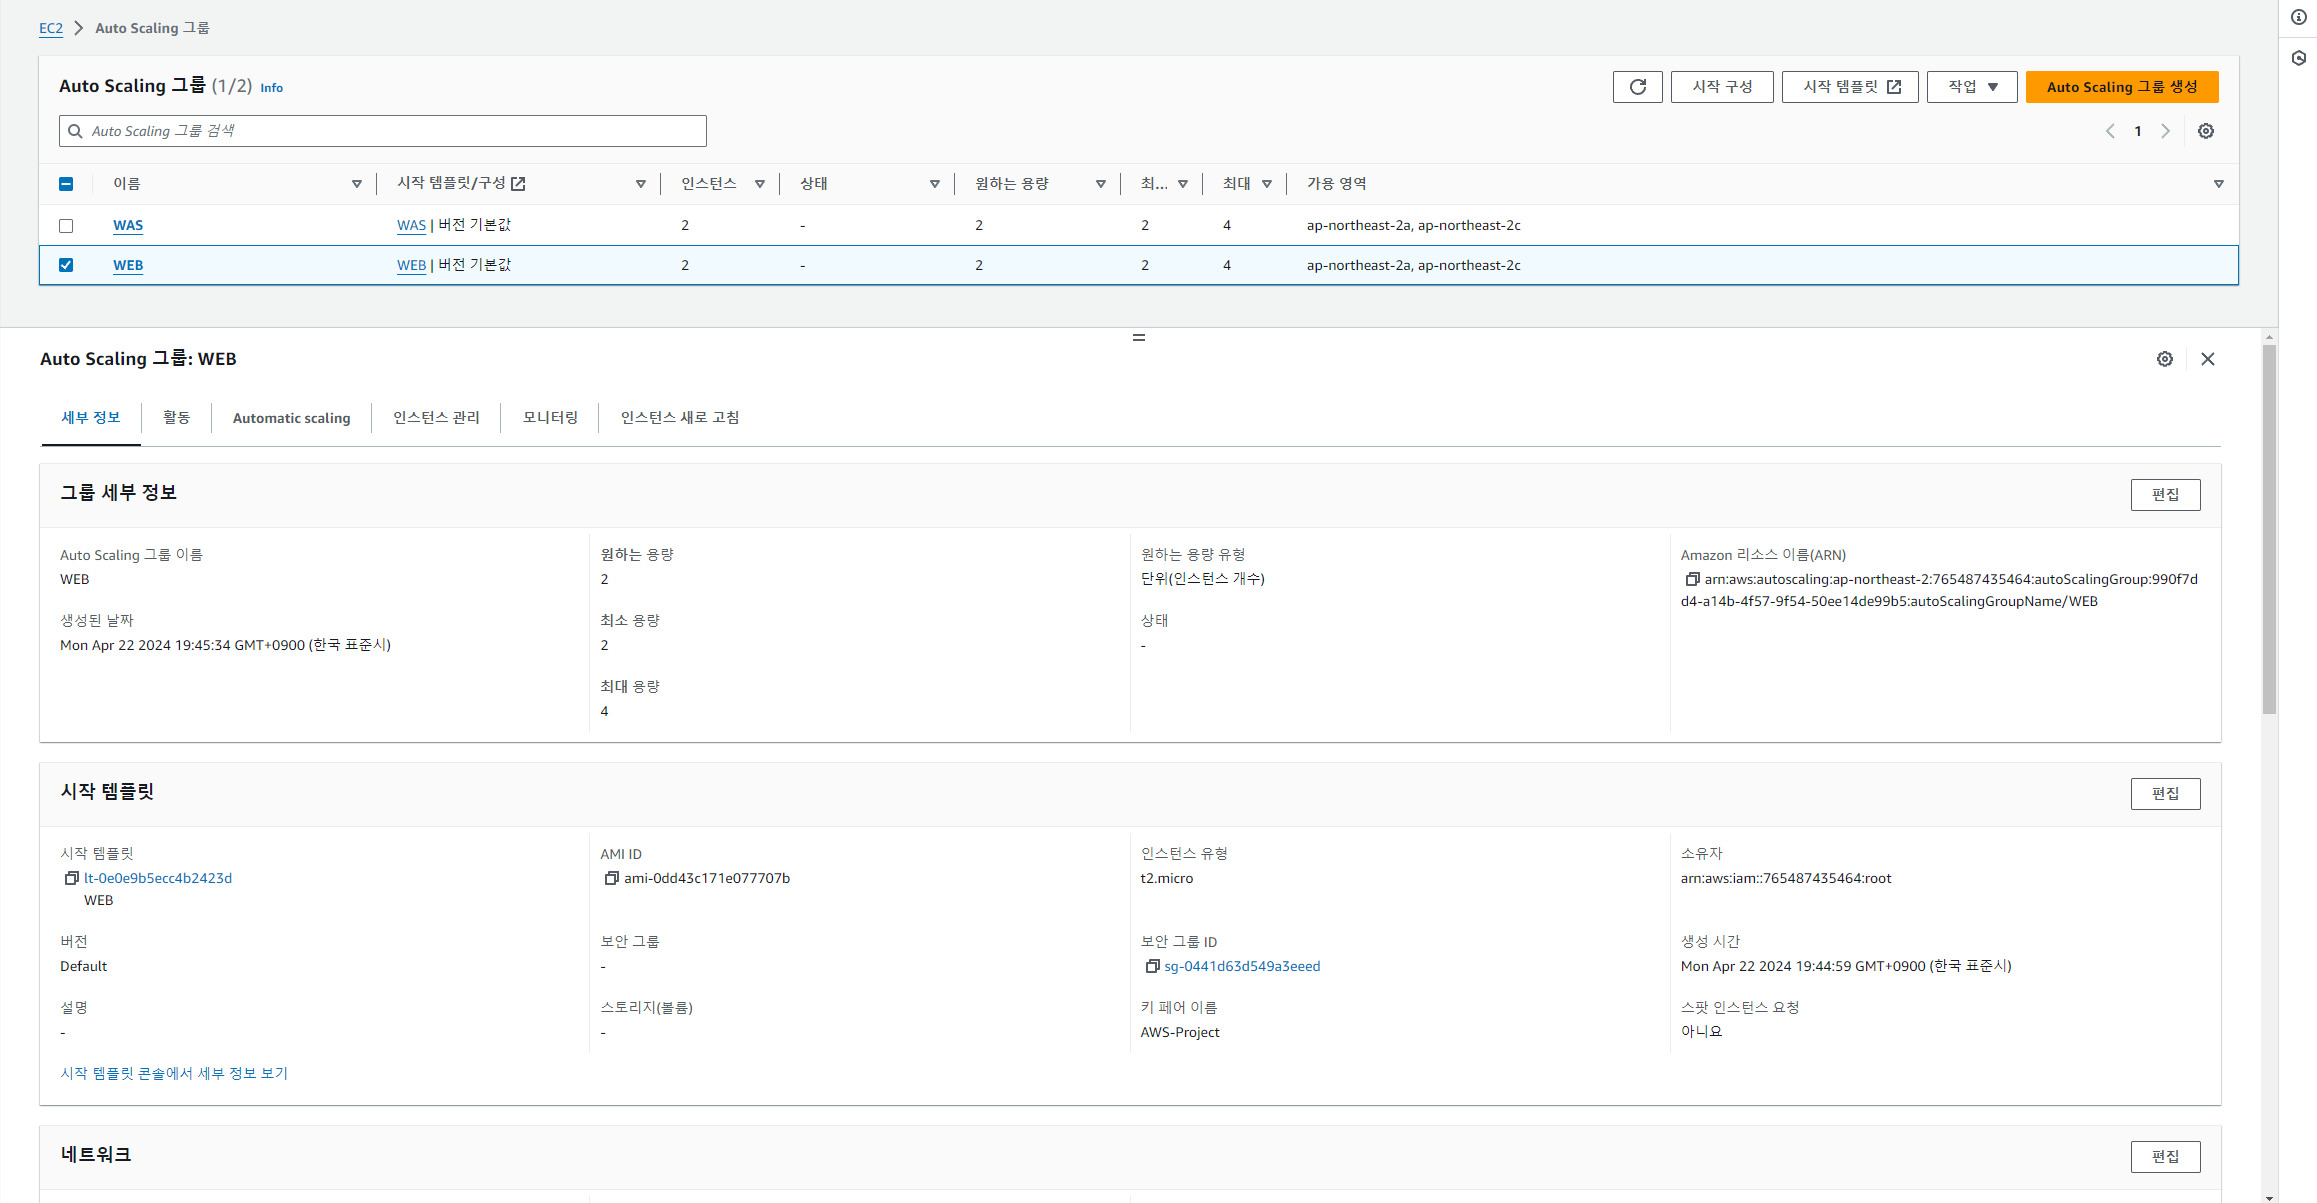 EC2 > Auto Scaling 그룹
Auto Scaling 그룹 (1/2) Info
시작 구성
시작 템플릿
작업
Auto Scaling 그룹 생성
Auto Scaling 그룹 검색
1
이름 시작 템플릿/구성 인스턴스 상태 원하는 용량 최... 최대 가용 영역
WAS WAS | 버전 기본값 2 - 2 2 4 ap-northeast-2a, ap-northeast-2c
WEB WEB | 버전 기본값 2 - 2 2 4 ap-northeast-2a, ap-northeast-2c
Auto Scaling 그룹: WEB
세부 정보 활동 Automatic scaling 인스턴스 관리 모니터링 인스턴스 새로 고침
그룹 세부 정보
편집
Auto Scaling 그룹 이름
WEB
생성된 날짜
Mon Apr 22 2024 19:45:34 GMT+0900 (한국 표준시)
원하는 용량
2
최소 용량
2
최대 용량
4
원하는 용량 유형
단위(인스턴스 개수)
상태
-
Amazon 리소스 이름(ARN)
arn:aws:autoscaling:ap-northeast-2:765487435464:autoScalingGroup:990f7d
d4-a14b-4f57-9f54-50ee14de99b5:autoScalingGroupName/WEB
시작 템플릿
편집
시작 템플릿
lt-0e0e9b5ecc4b2423d
WEB
버전
Default
설명
-
시작 템플릿 콘솔에서 세부 정보 보기
AMI ID
ami-0dd43c171e077707b
보안 그룹
-
스토리지(볼륨)
-
인스턴스 유형
t2.micro
보안 그룹 ID
sg-0441d63d549a3eeed
키 페어 이름
AWS-Project
소유자
arn:aws:iam::765487435464:root
생성 시간
Mon Apr 22 2024 19:44:59 GMT+0900 (한국 표준시)
스팟 인스턴스 요청
아니요
네트워크
편집